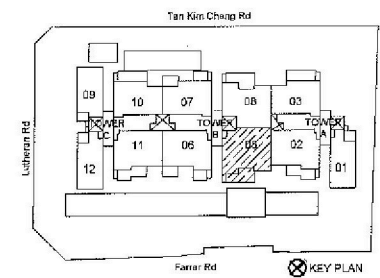 Tan Kim Cheng Rd
Lutheran Rd
09
10
07
08
03
TOWER C
TOWER B
TOWER A
12
11
06
05
02
01
Farrer Rd
KEY PLAN